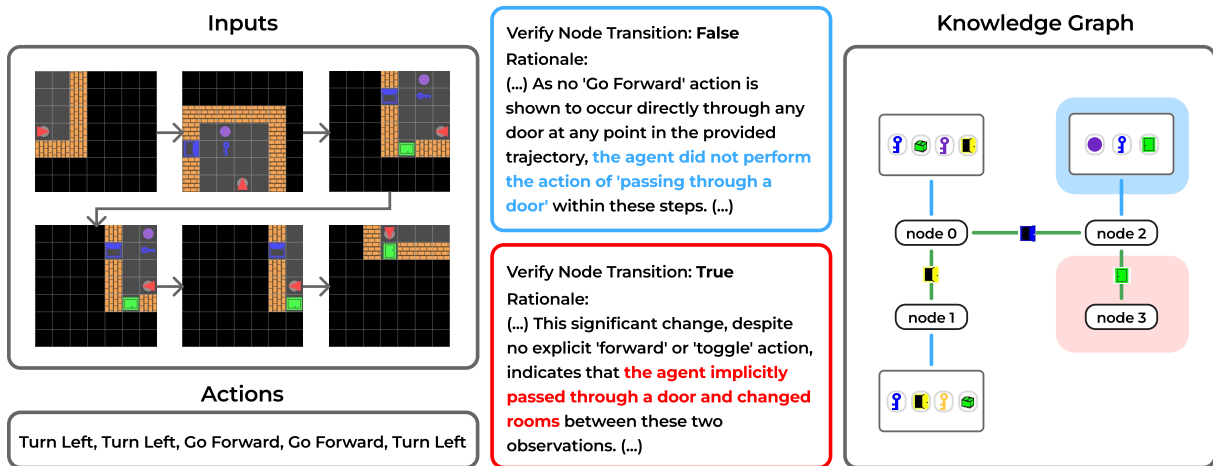 Inputs
Actions
Turn Left, Turn Left, Go Forward, Go Forward, Turn Left
Verify Node Transition: False
Rationale:
(...) As no 'Go Forward' action is
shown to occur directly through any
door at any point in the provided
trajectory, the agent did not perform
the action of 'passing through a
door' within these steps. (...)
Verify Node Transition: True
Rationale:
(...) This significant change, despite
no explicit 'forward' or 'toggle' action,
indicates that the agent implicitly
passed through a door and changed
rooms between these two
observations. (...)
Knowledge Graph
node 0
node 2
node 1
node 3